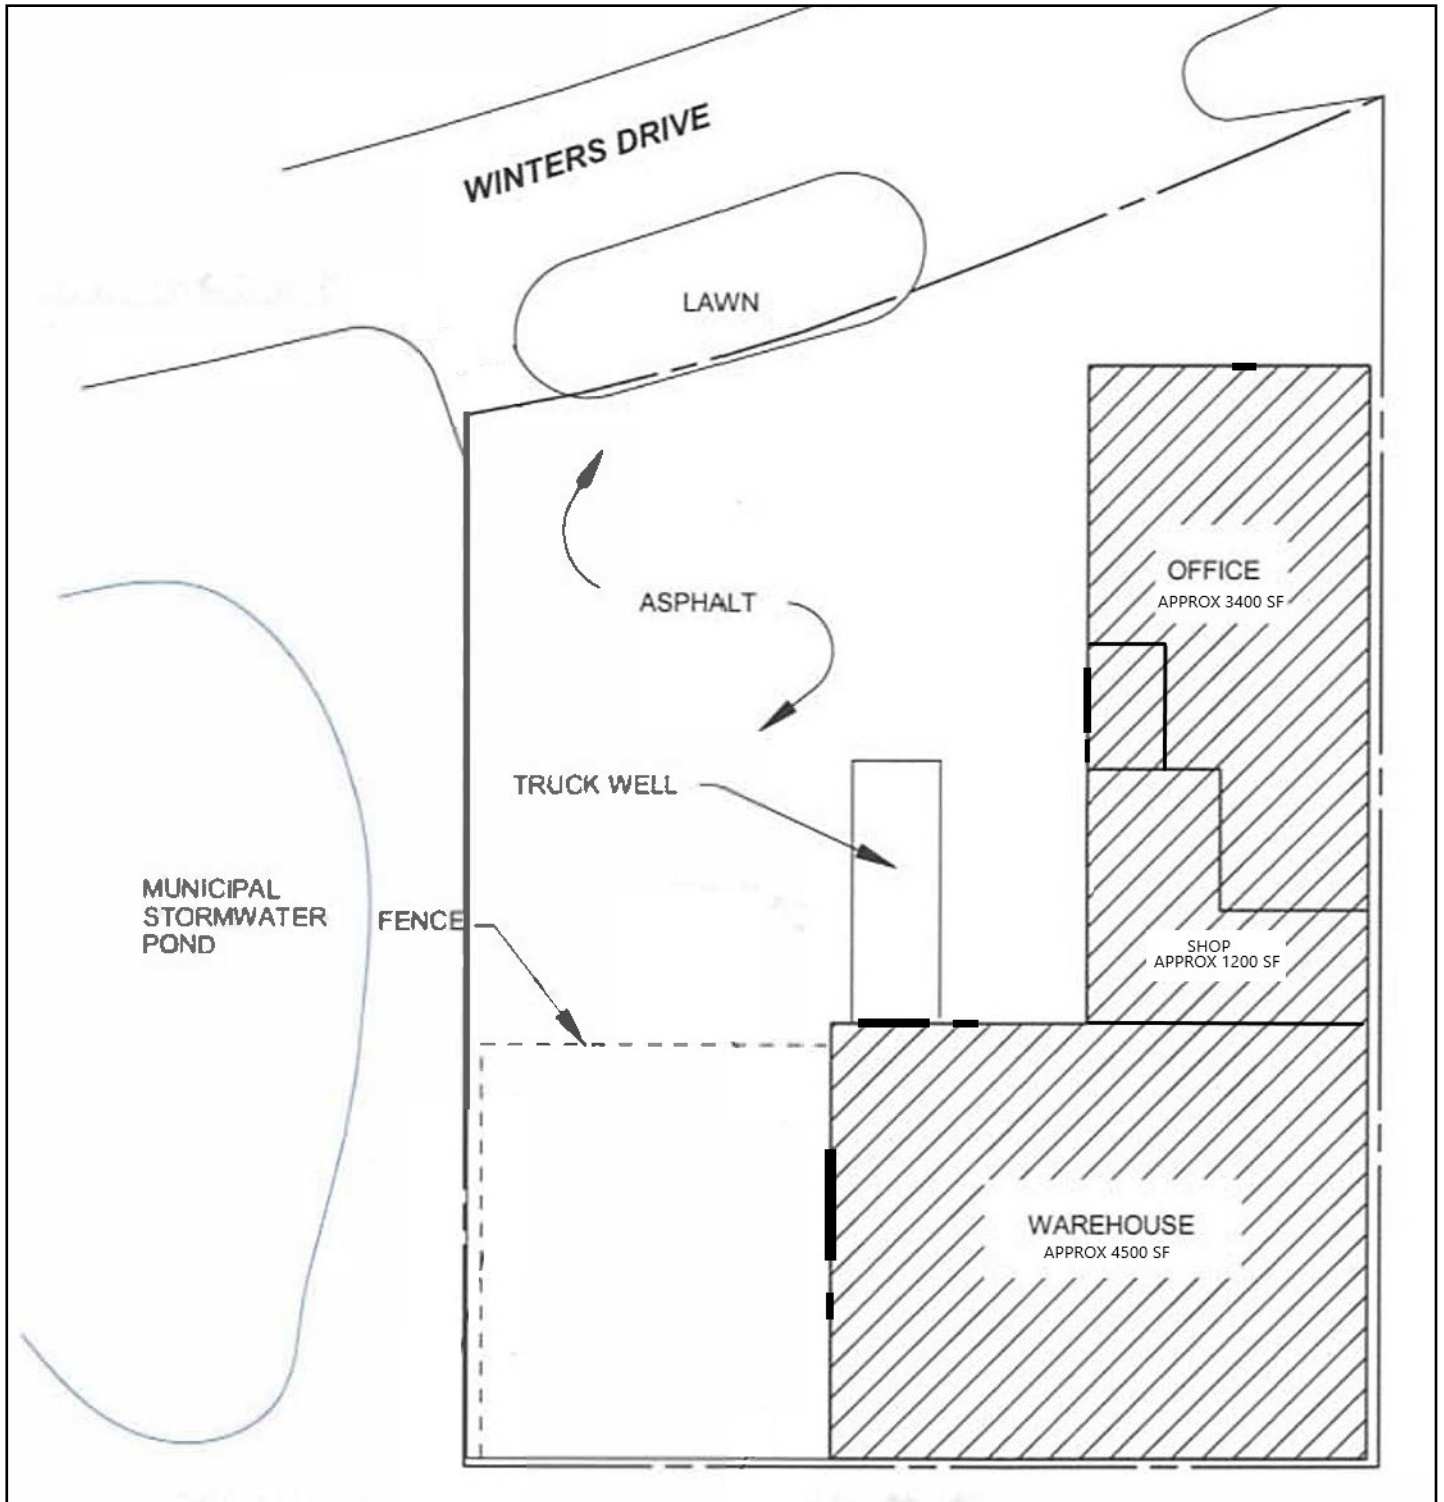 WINTERS DRIVE
LAWN
OFFICE
APPROX 3400 SF
ASPHALT
TRUCK WELL
MUNICIPAL
STORMWATER
POND
FENCE
SHOP
APPROX 1200 SF
WAREHOUSE
APPROX 4500 SF